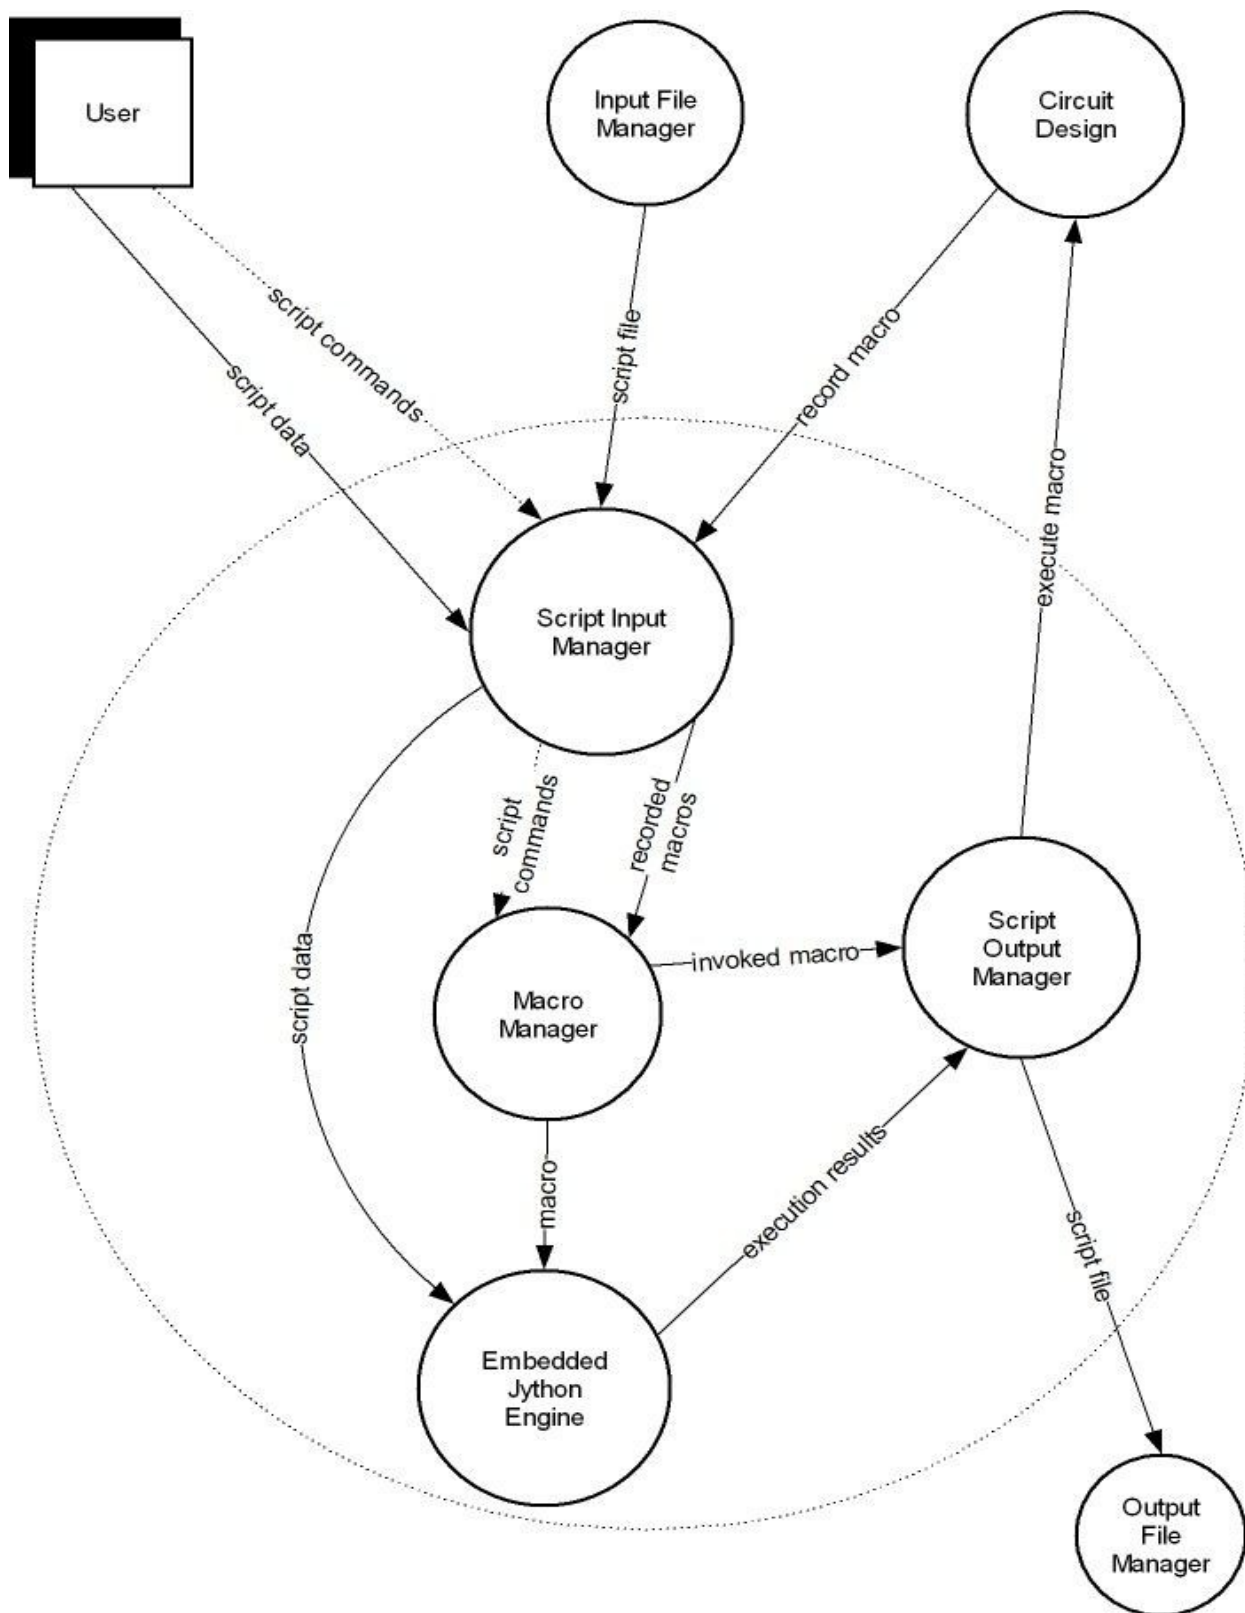 User
Input File
Manager
Circuit
Design
script commands
script data
script file
record macro
execute macro
Script Input
Manager
script
commands
recorded
macros
script data
invoked macro
Script
Output
Manager
Macro
Manager
macro
execution results
script file
Embedded
Jython
Engine
Output
File
Manager